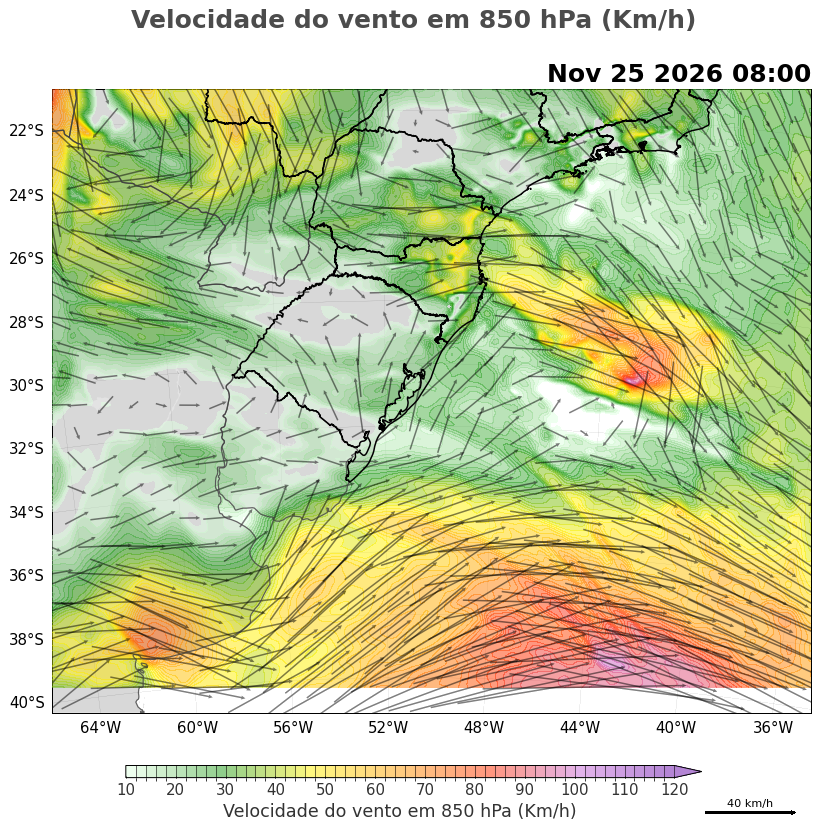 Velocidade do vento em 850 hPa (Km/h)
Nov 25 2026 08:00
22°S
24°S
26°S
28°S
30°S
32°S
34°S
36°S
38°S
40°S
64°W 60°W 56°W 52°W 48°W 44°W 40°W 36°W
10 20 30 40 50 60 70 80 90 100 110 120
Velocidade do vento em 850 hPa (Km/h)
40 km/h